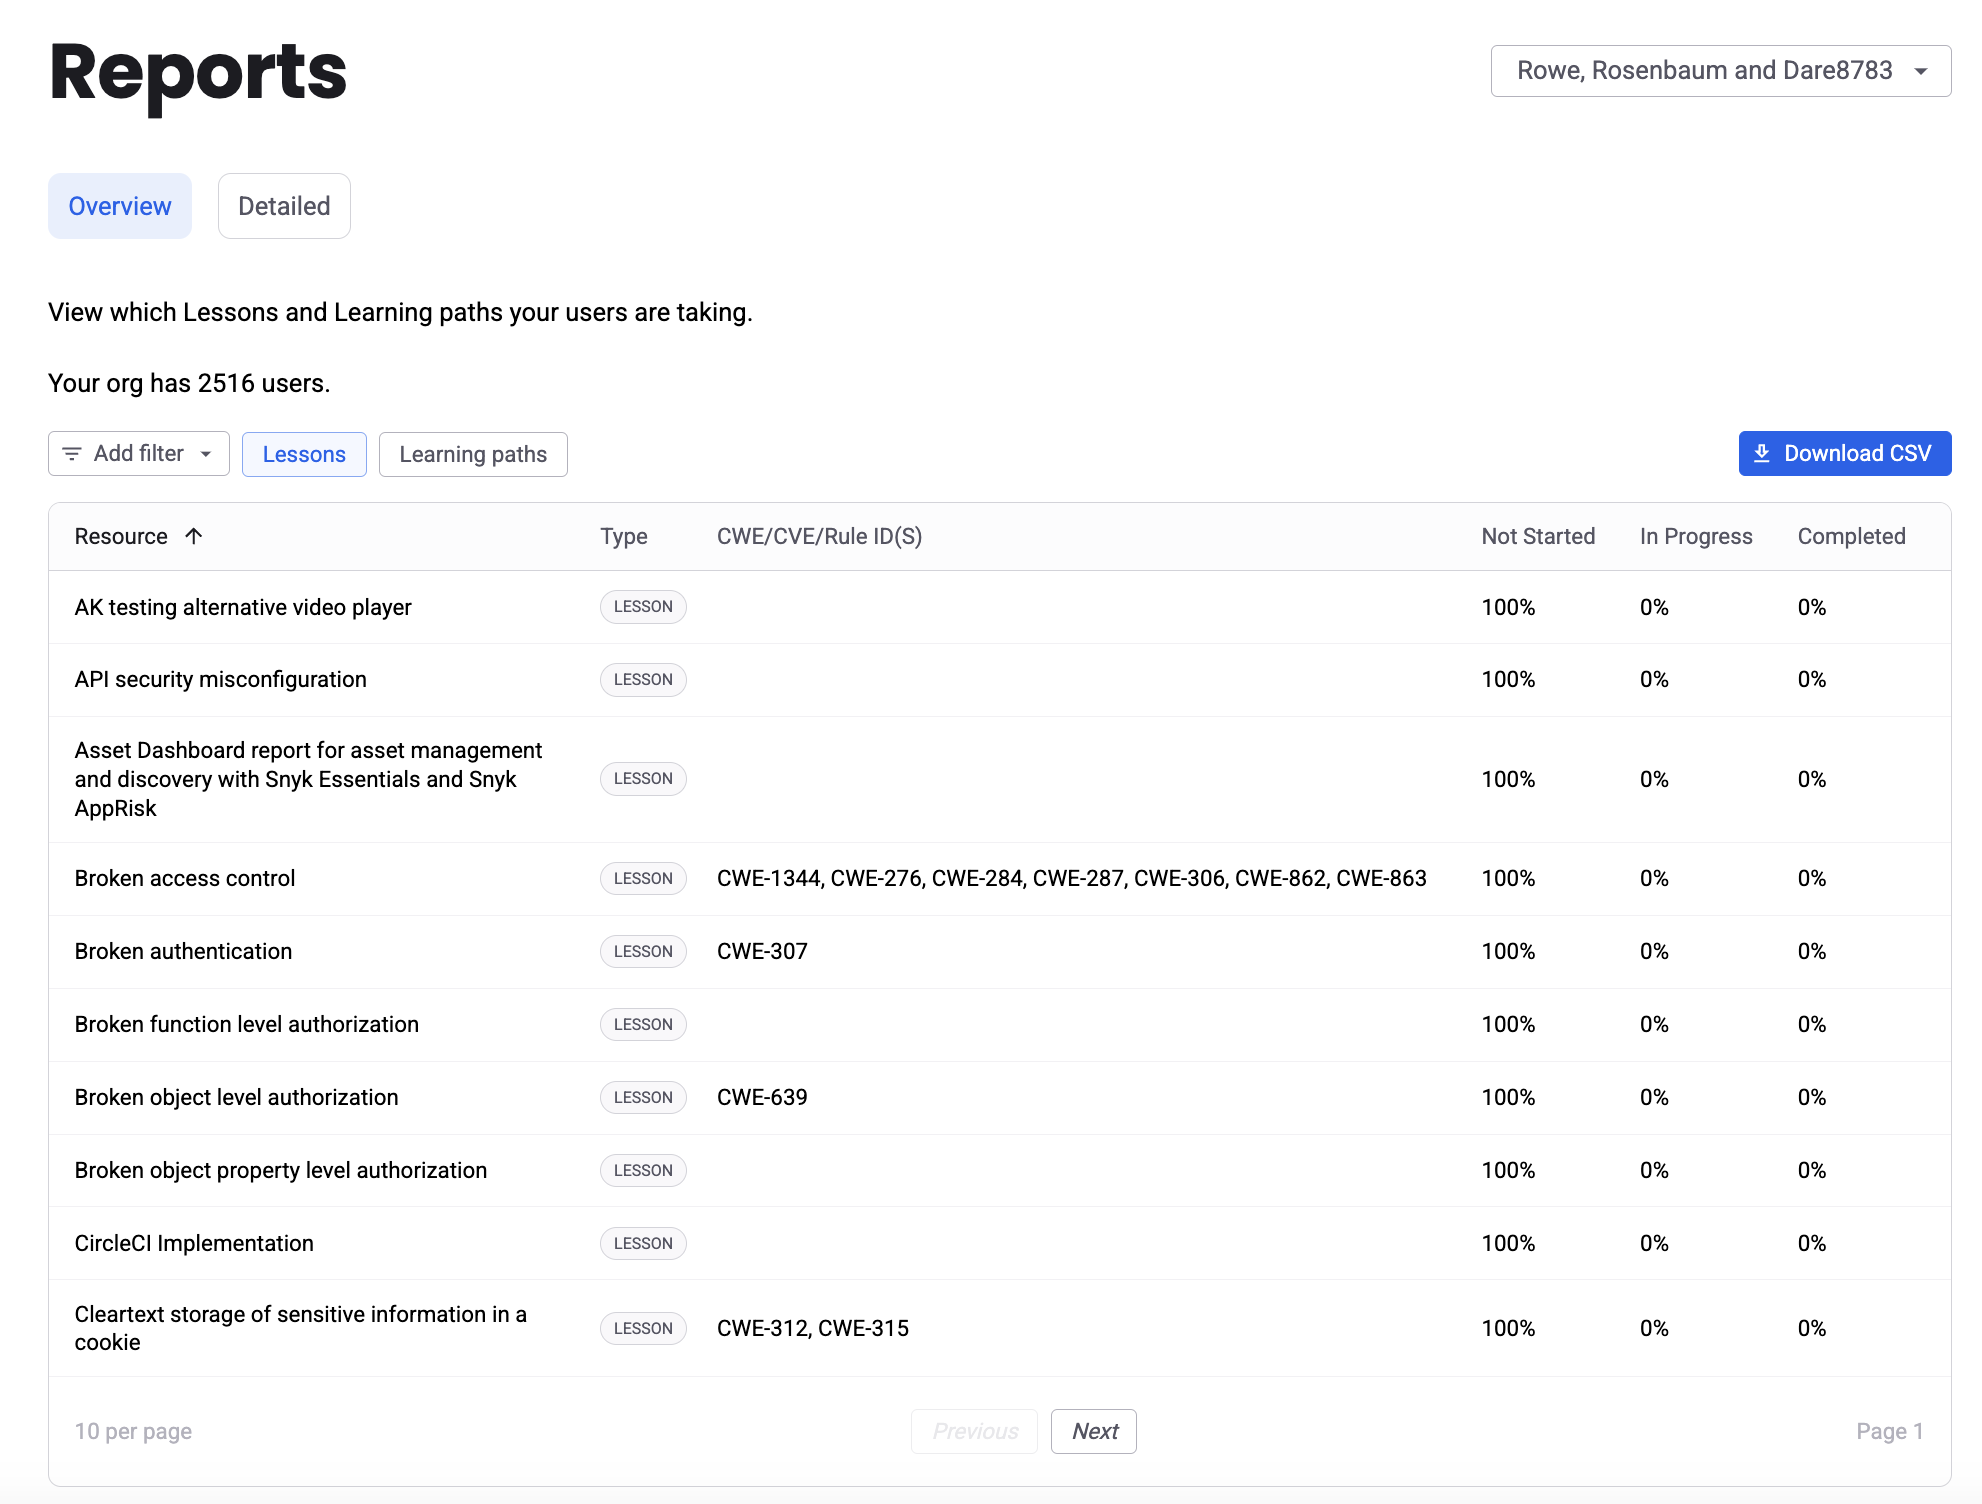 Reports
Rowe, Rosenbaum and Dare8783
Overview
Detailed
View which Lessons and Learning paths your users are taking.
Your org has 2516 users.
Add filter
Lessons
Learning paths
Download CSV
Resource Type CWE/CVE/Rule ID(S) Not Started In Progress Completed
AK testing alternative video player LESSON 100% 0% 0%
API security misconfiguration LESSON 100% 0% 0%
Asset Dashboard report for asset management
and discovery with Snyk Essentials and Snyk
AppRisk
LESSON 100% 0% 0%
Broken access control LESSON CWE-1344, CWE-276, CWE-284, CWE-287, CWE-306, CWE-862, CWE-863 100% 0% 0%
Broken authentication LESSON CWE-307 100% 0% 0%
Broken function level authorization LESSON 100% 0% 0%
Broken object level authorization LESSON CWE-639 100% 0% 0%
Broken object property level authorization LESSON 100% 0% 0%
CircleCI Implementation LESSON 100% 0% 0%
Cleartext storage of sensitive information in a
cookie
LESSON CWE-312, CWE-315 100% 0% 0%
10 per page
Previous
Next
Page 1